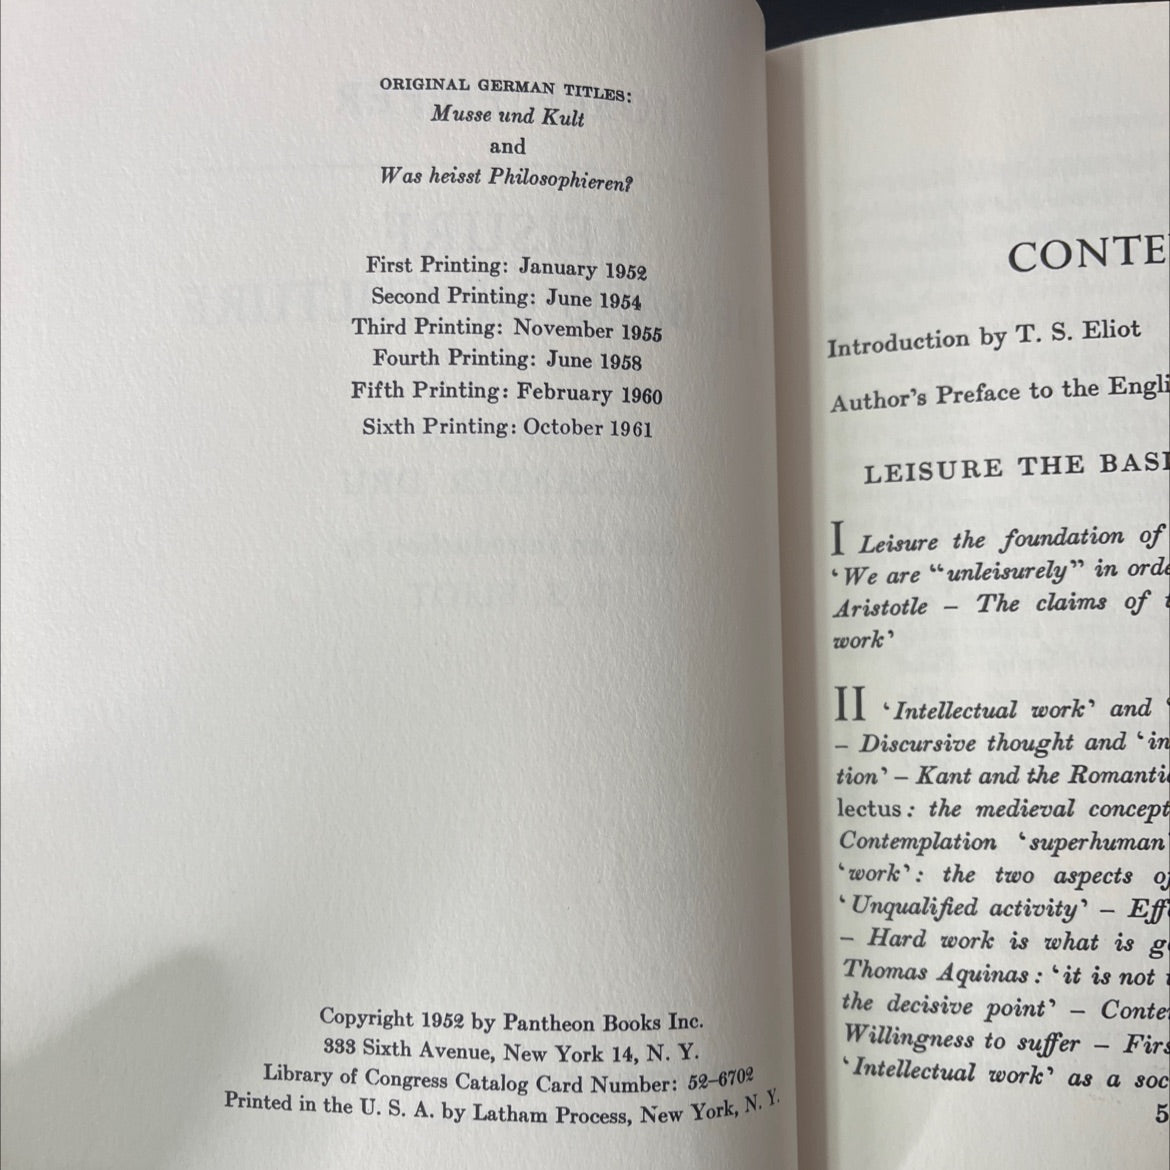 ORIGINAL GERMAN TITLES:
Musse und Kult
and
Was heisst Philosophieren?
First Printing: January 1952
Second Printing: June 1954
Third Printing: November 1955
Fourth Printing: June 1958
Fifth Printing: February 1960
Sixth Printing: October 1961
Copyright 1952 by Pantheon Books Inc.
333 Sixth Avenue, New York 14, N. Y.
Library of Congress Catalog Card Number: 52–6702
Printed in the U. S. A. by Latham Process, New York, N. Y.
CONTE
Introduction by T. S. Eliot
Author's Preface to the Engli
LEISURE THE BASI
I Leisure the foundation of
‘We are “unleisurely” in orde
Aristotle – The claims of t
work’
II ‘Intellectual work’ and ‘
– Discursive thought and ‘in
tion’ – Kant and the Romanti
lectus: the medieval concept
Contemplation ‘superhuman’
‘work’: the two aspects of
‘Unqualified activity’ – Eff
– Hard work is what is g
Thomas Aquinas: ‘it is not
the decisive point’ – Conte
Willingness to suffer – Firs
‘Intellectual work’ as a soc
5